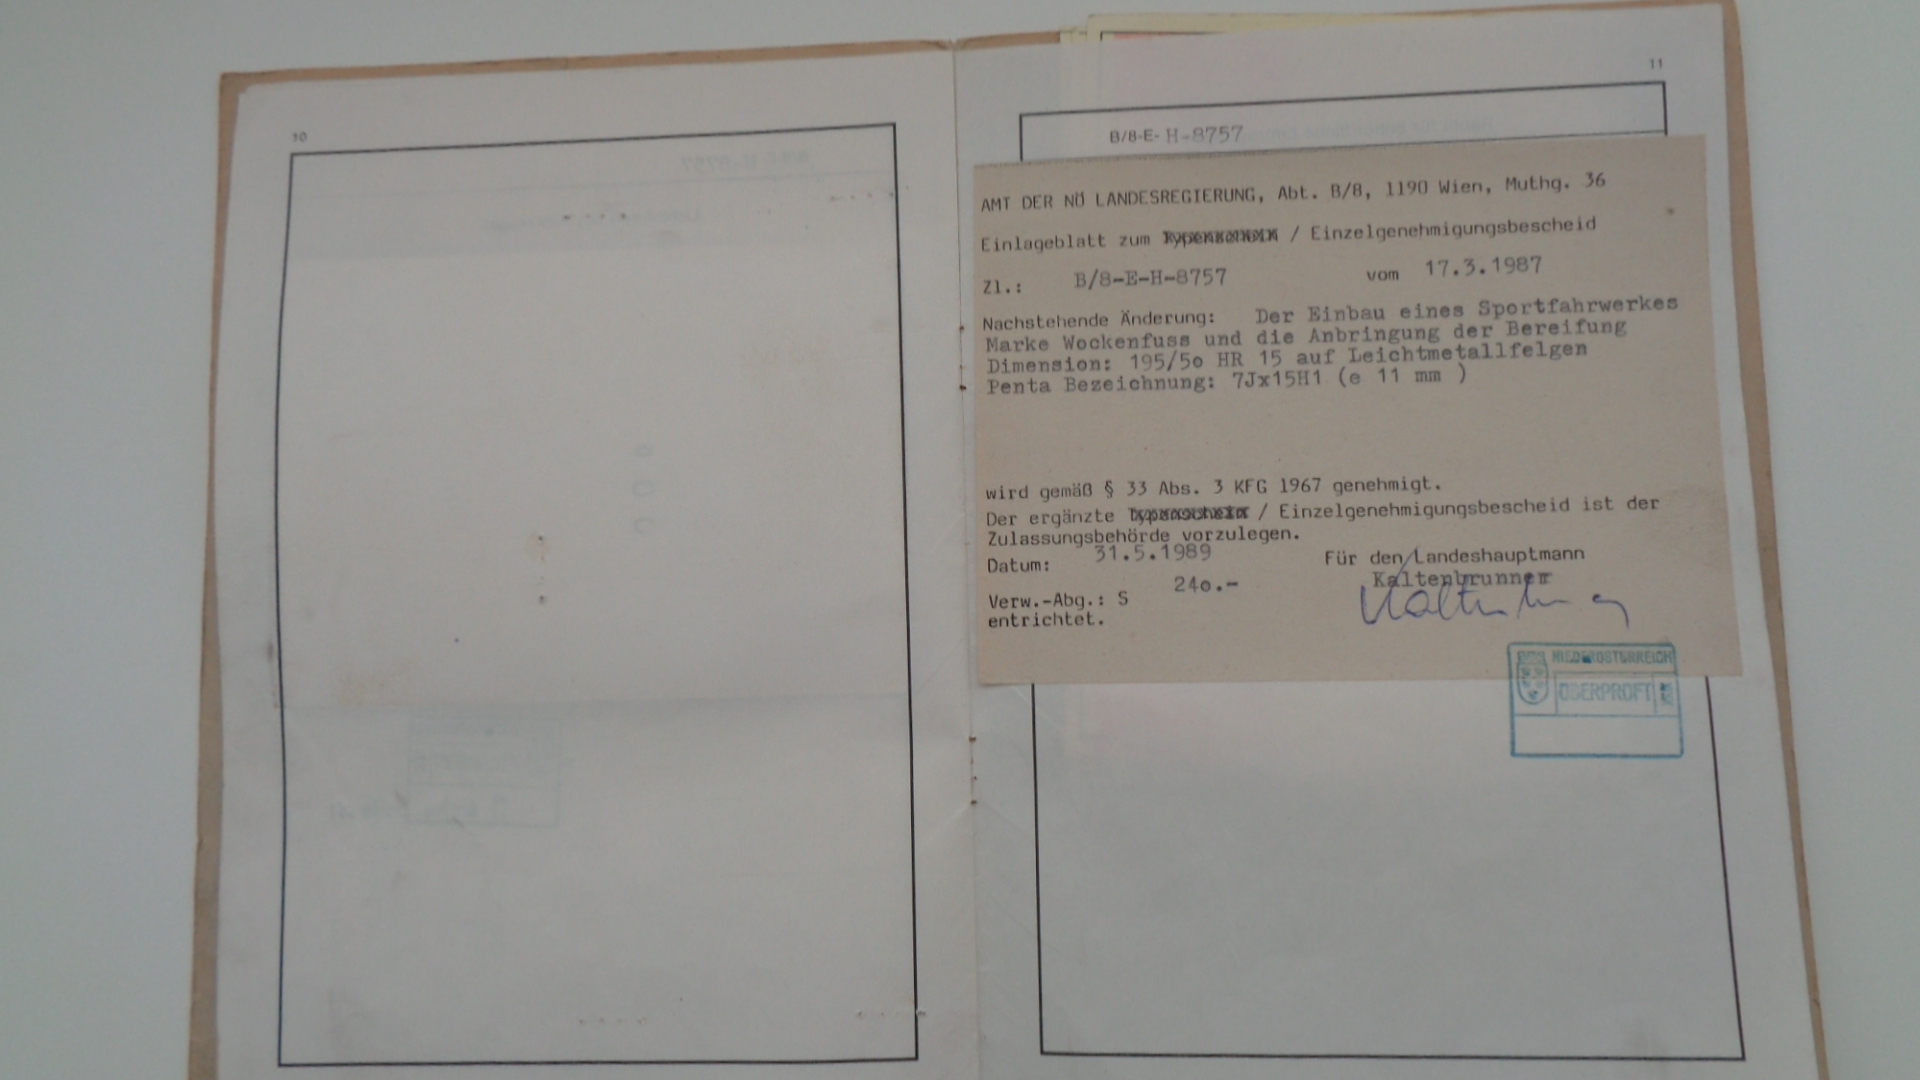 10
11
B/8-E- H-8757
AMT DER NÖ LANDESREGIERUNG, Abt. B/8, 1190 Wien, Muthg. 36
Einlageblatt zum Typenschein / Einzelgenehmigungsbescheid
Zl.: B/8-E-H-8757 vom 17.3.1987
Nachstehende Änderung: Der Einbau eines Sportfahrwerkes
Marke Wockenfuss und die Anbringung der Bereifung
Dimension: 195/5o HR 15 auf Leichtmetallfelgen
Penta Bezeichnung: 7Jx15H1 (e 11 mm )
wird gemäß § 33 Abs. 3 KFG 1967 genehmigt.
Der ergänzte Typenschein / Einzelgenehmigungsbescheid ist der
Zulassungsbehörde vorzulegen.
Datum: 31.5.1989 Für den Landeshauptmann
Kaltenbrunner
Verw.-Abg.: S 24o.-
entrichtet.
NIEDERÖSTERREICH
ÜBERPRÜFT